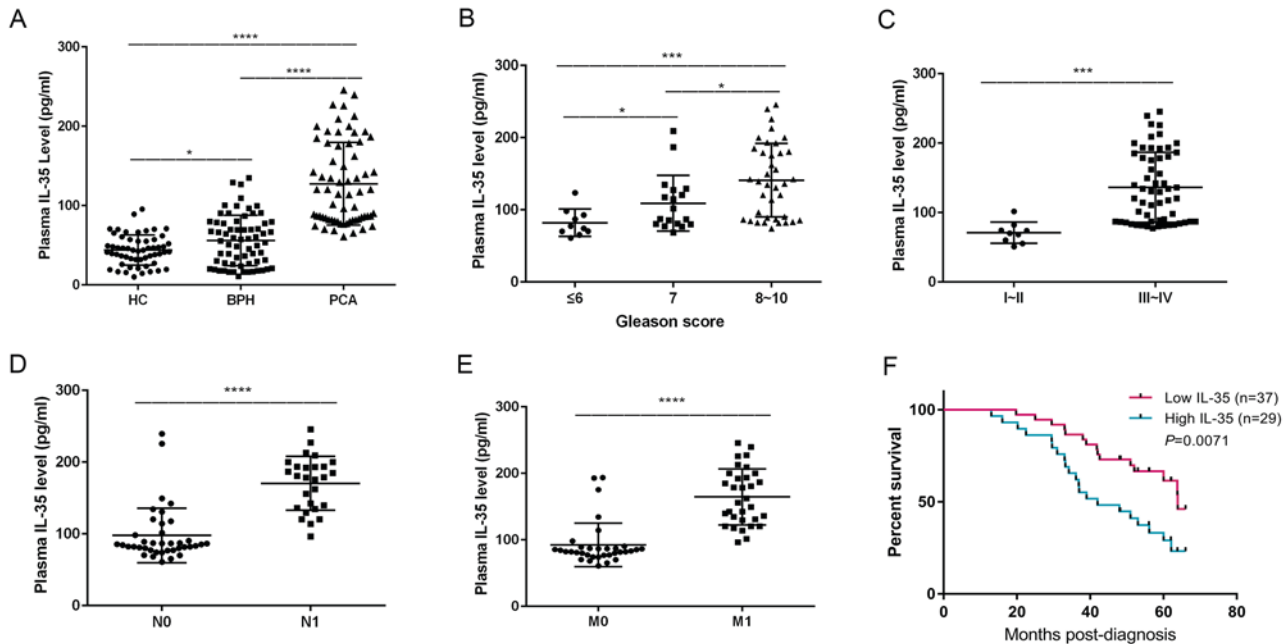 A
Plasma IL-35 Level (pg/ml)
300
200
100
0
****
****
*
HC BPH PCA
B
Plasma IL-35 level (pg/ml)
300
200
100
0
***
*
*
≤6 7 8~10
Gleason score
C
Plasma IL-35 level (pg/ml)
300
200
100
0
***
I~II III~IV
D
Plasma IL-35 level (pg/ml)
300
200
100
0
****
N0 N1
E
Plasma IL-35 level (pg/ml)
300
200
100
0
****
M0 M1
F
Low IL-35 (n=37)
High IL-35 (n=29)
P=0.0071
Percent survival
100
50
0
0 20 40 60 80
Months post-diagnosis